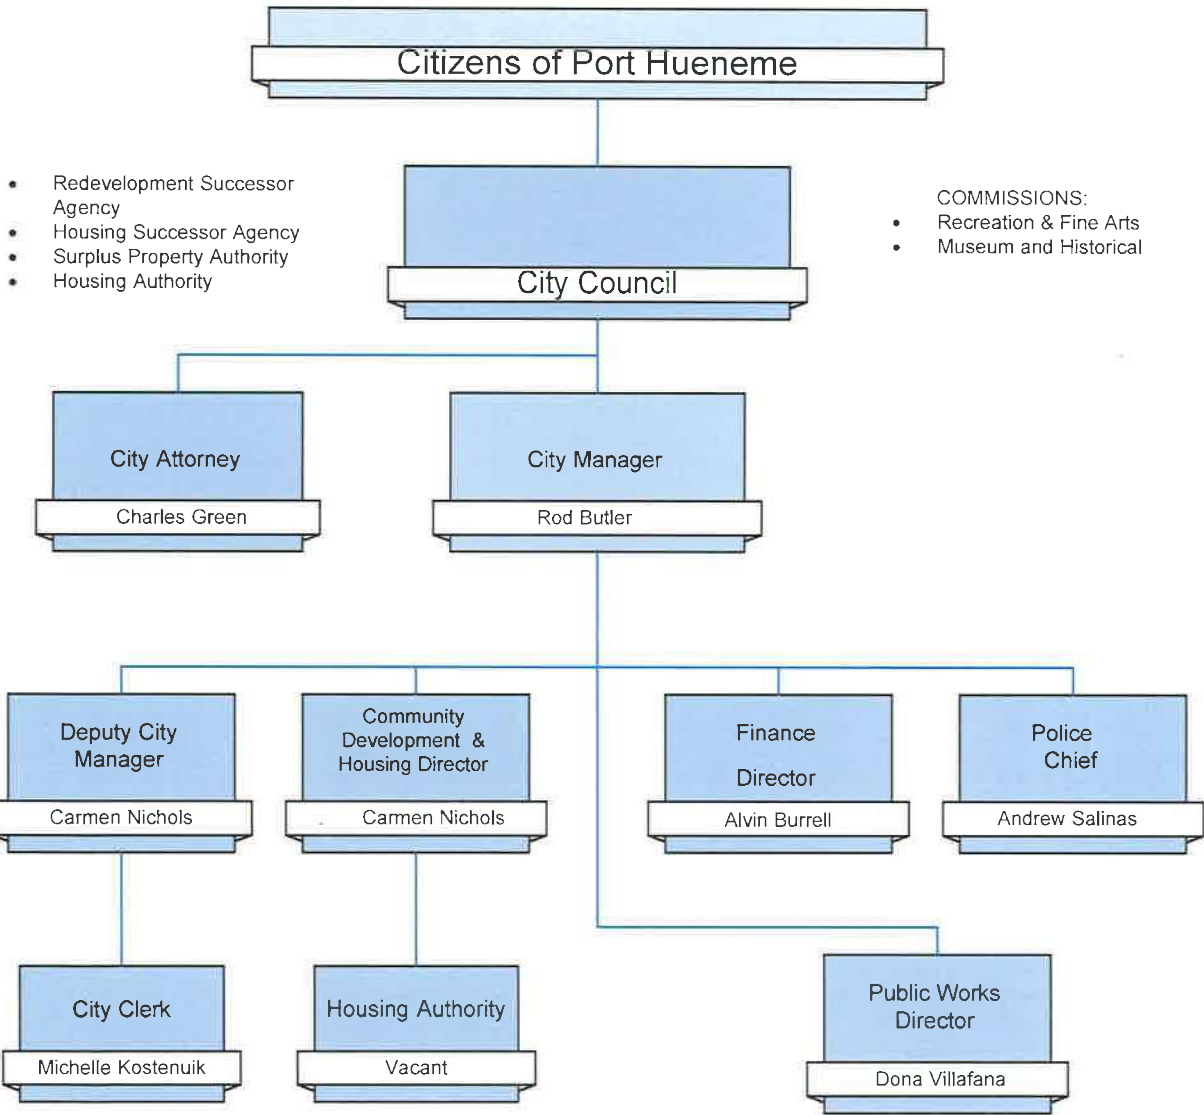 Citizens of Port Hueneme
• Redevelopment Successor
Agency
• Housing Successor Agency
• Surplus Property Authority
• Housing Authority
City Council
COMMISSIONS:
• Recreation & Fine Arts
• Museum and Historical
City Attorney
Charles Green
City Manager
Rod Butler
Deputy City
Manager
Carmen Nichols
Community
Development &
Housing Director
Carmen Nichols
Finance
Director
Alvin Burrell
Police
Chief
Andrew Salinas
City Clerk
Michelle Kostenuik
Housing Authority
Vacant
Public Works
Director
Dona Villafana